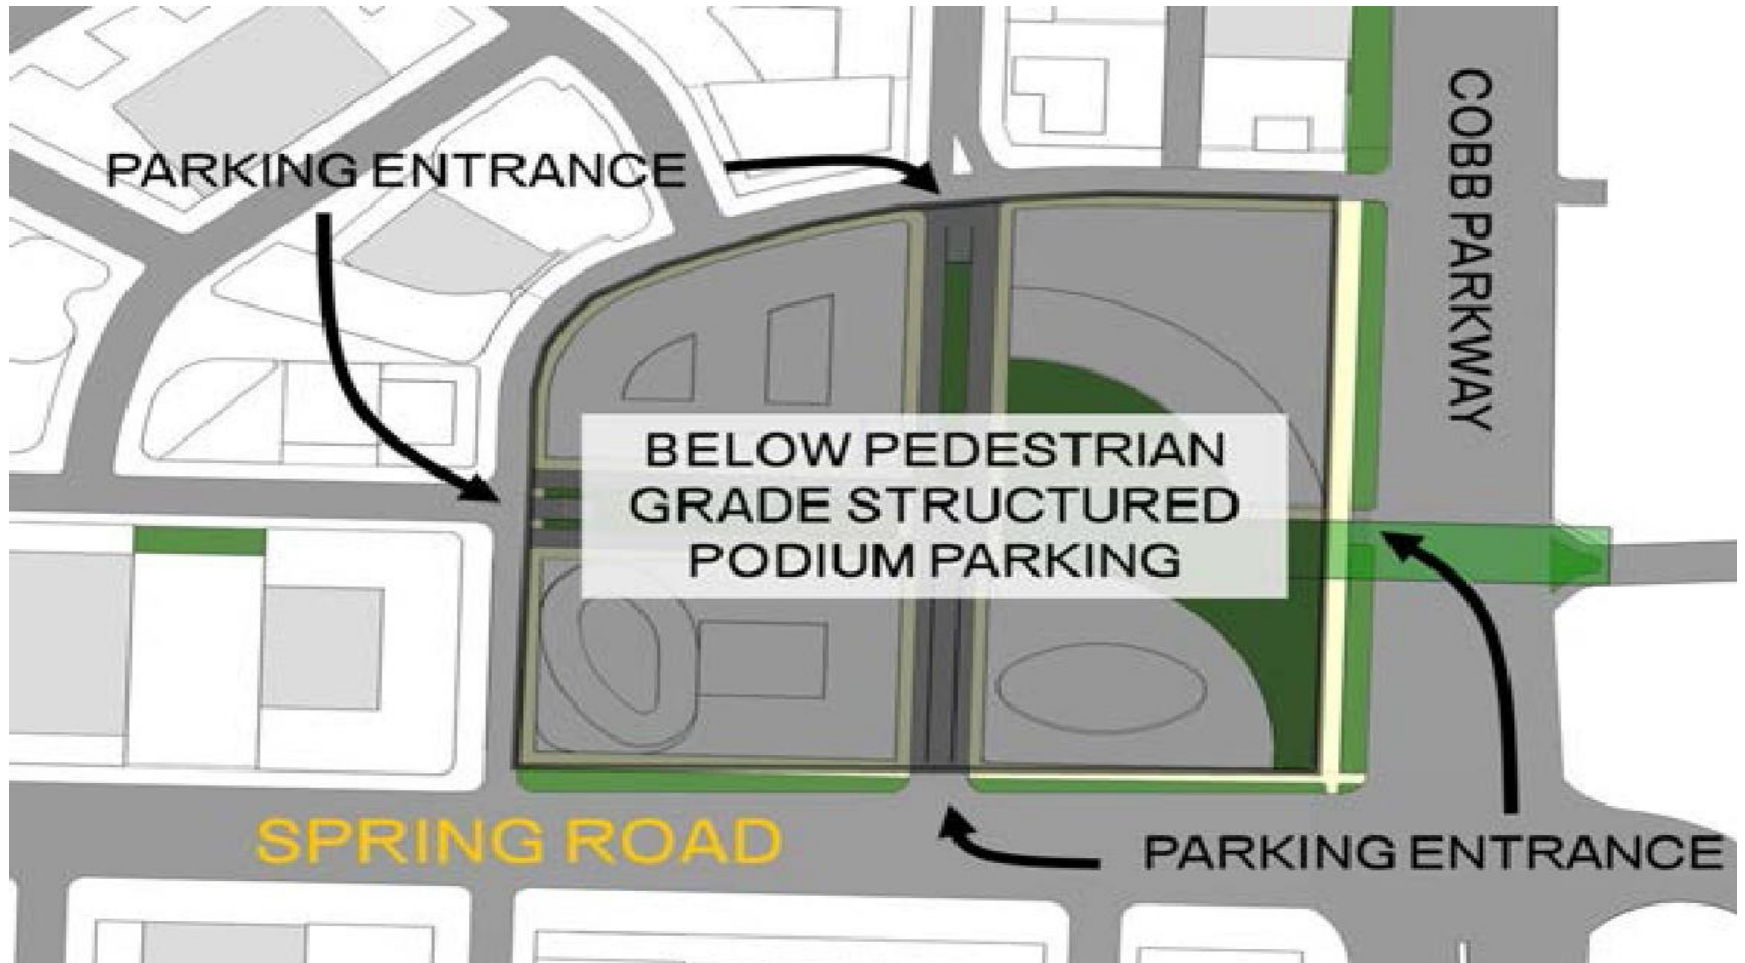 PARKING ENTRANCE
COBB PARKWAY
BELOW PEDESTRIAN
GRADE STRUCTURED
PODIUM PARKING
SPRING ROAD
PARKING ENTRANCE